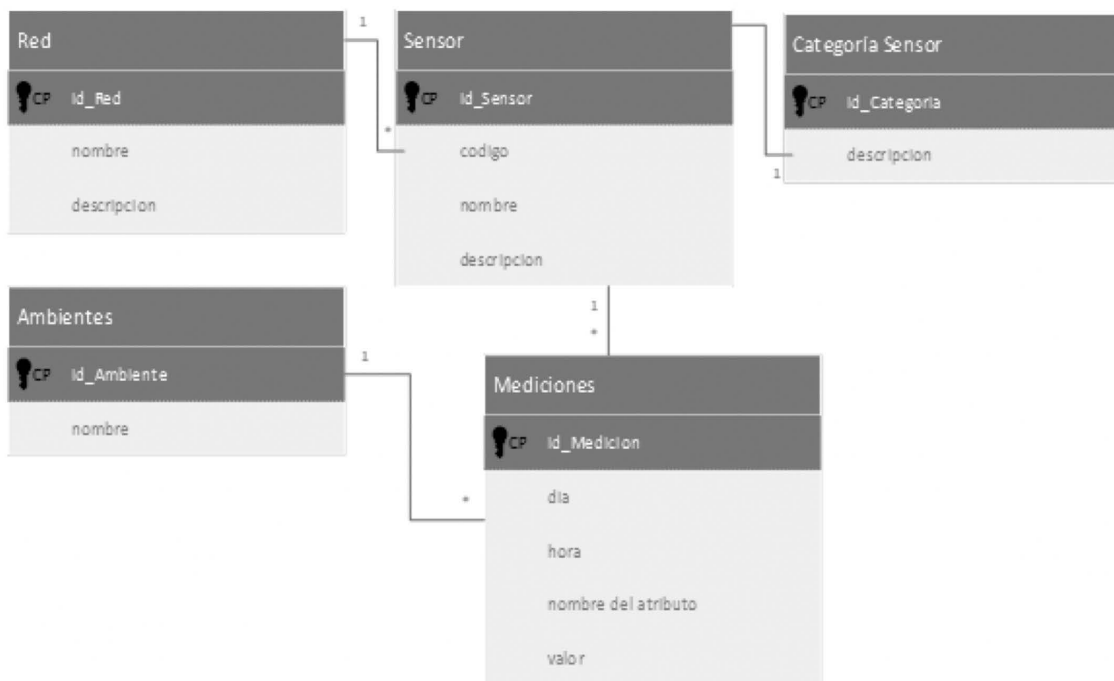 Red
CP Id_Red
nombre
descripcion
1
*
Sensor
CP Id_Sensor
codigo
nombre
descripcion
Categoría Sensor
CP Id_Categoria
descripcion
1
Ambientes
CP Id_Ambiente
nombre
1
*
1
*
Mediciones
CP Id_Medicion
dia
hora
nombre del atributo
valor